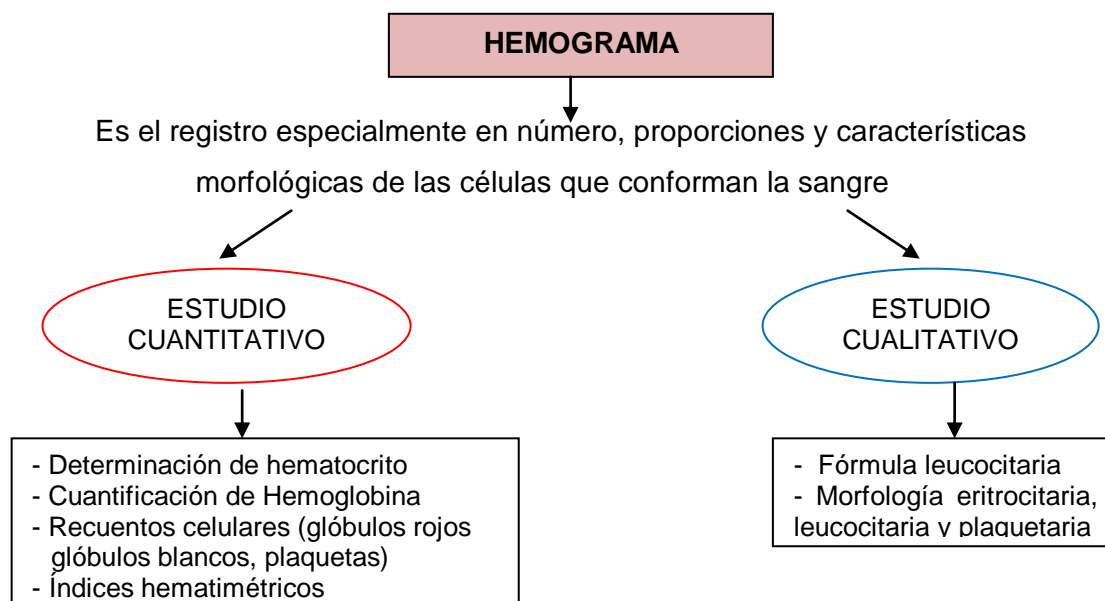 HEMOGRAMA
Es el registro especialmente en número, proporciones y características
morfológicas de las células que conforman la sangre
ESTUDIO
CUANTITATIVO
ESTUDIO
CUALITATIVO
- Determinación de hematocrito
- Cuantificación de Hemoglobina
- Recuentos celulares (glóbulos rojos
glóbulos blancos, plaquetas)
- Índices hematimétricos
- Fórmula leucocitaria
- Morfología eritrocitaria,
leucocitaria y plaquetaria